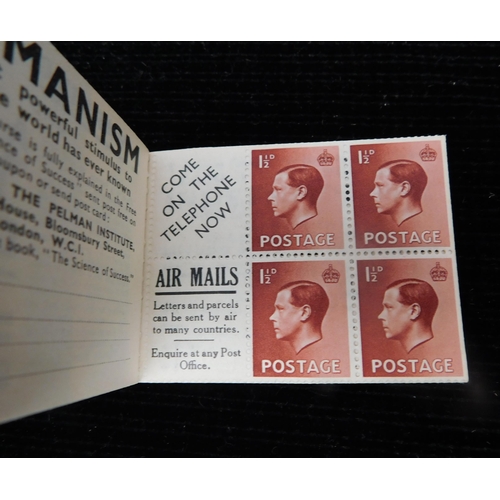 MANISM
powerful stimulus to
world has ever known
is fully explained in the Free
of Success" sent post free on
or send post card:
THE PELMAN INSTITUTE,
House, Bloomsbury Street,
London, W.C.1.
book, "The Science of Success."
COME
ON THE
TELEPHONE
NOW
AIR MAILS
Letters and parcels
can be sent by air
to many countries.
Enquire at any Post
Office.
1½D
POSTAGE
1½D
POSTAGE
1½D
POSTAGE
1½D
POSTAGE